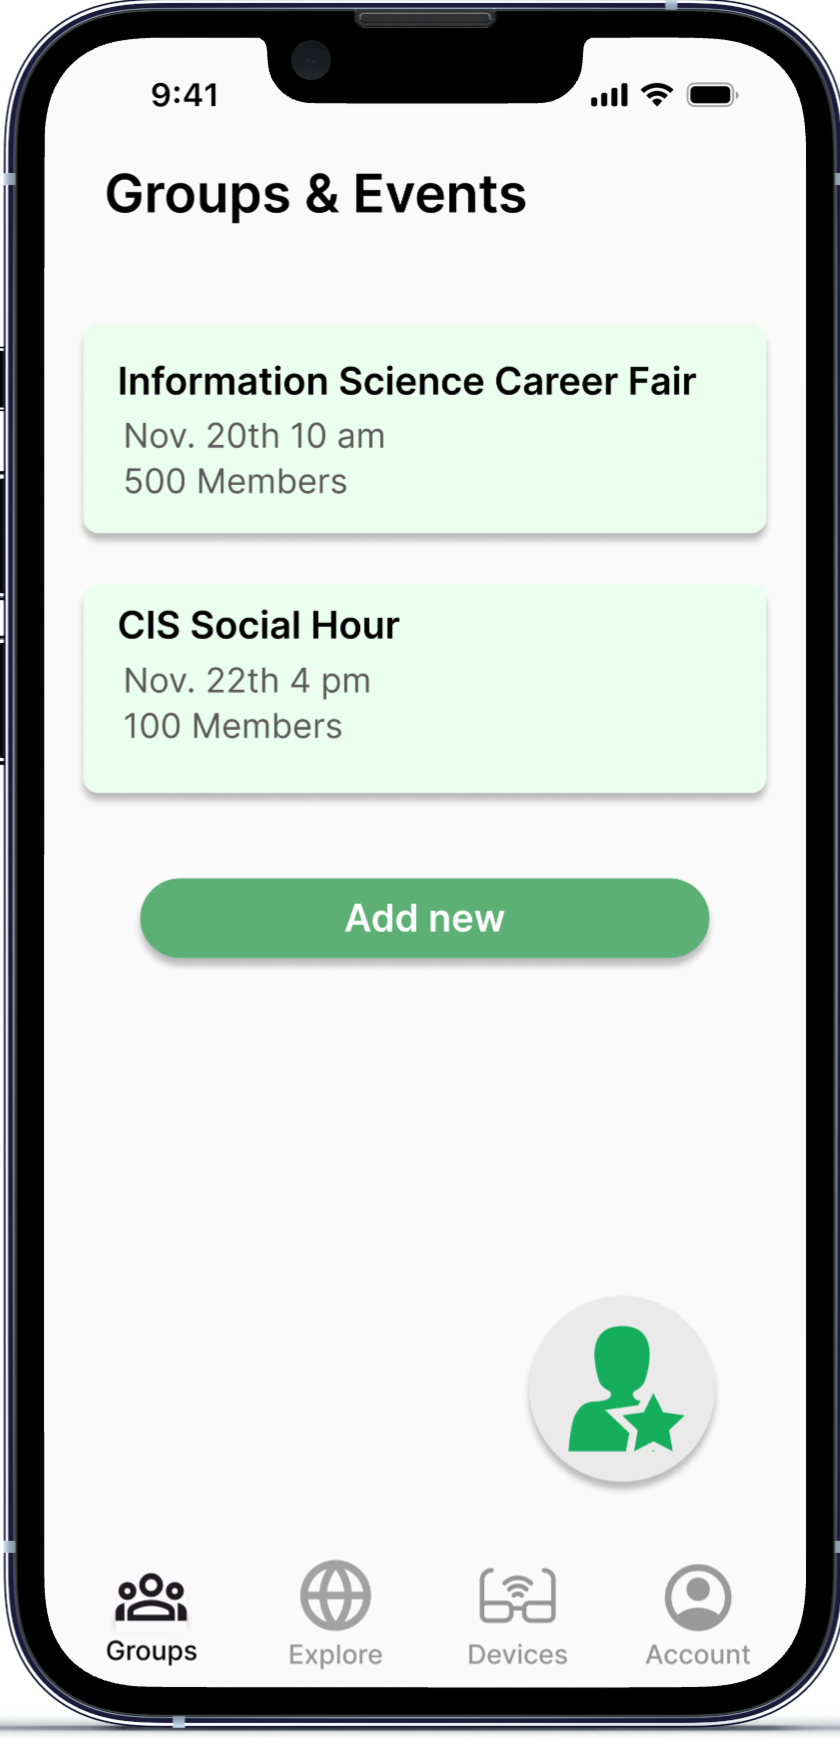 9:41
Groups & Events
Information Science Career Fair
Nov. 20th 10 am
500 Members
CIS Social Hour
Nov. 22th 4 pm
100 Members
Add new
Groups
Explore
Devices
Account